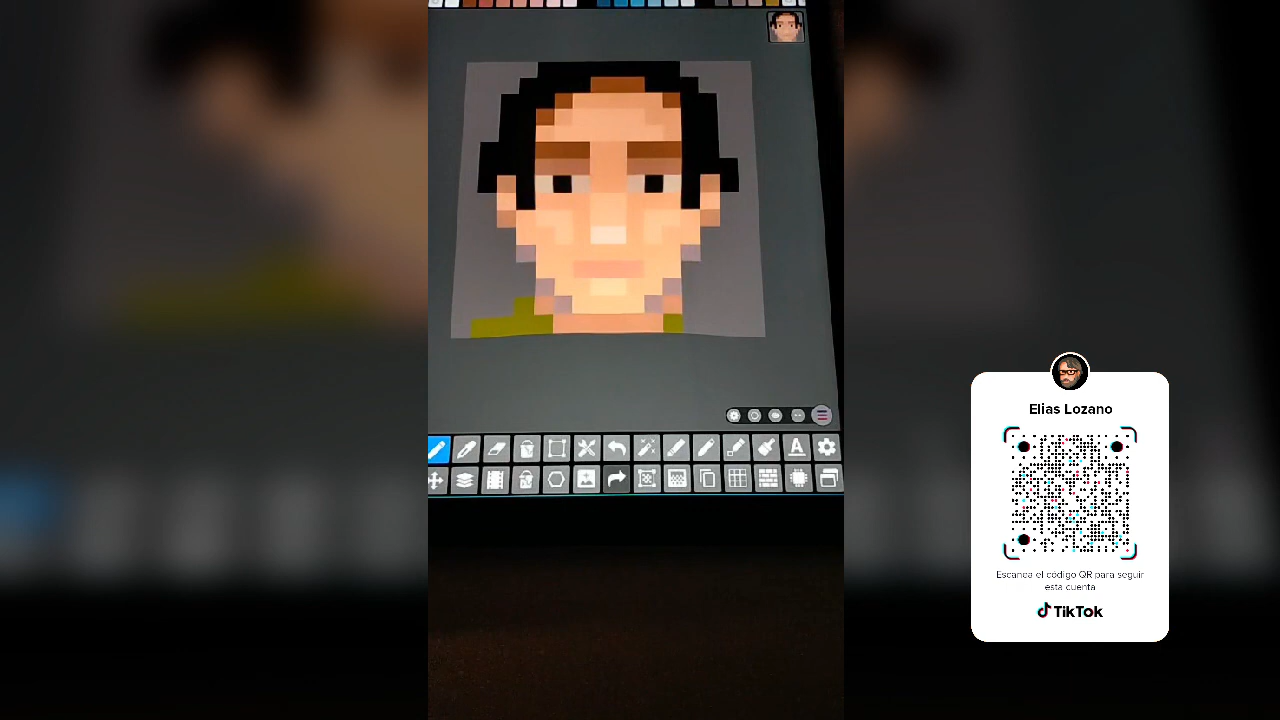 A
Elias Lozano
Escanea el código QR para seguir
esta cuenta
TikTok